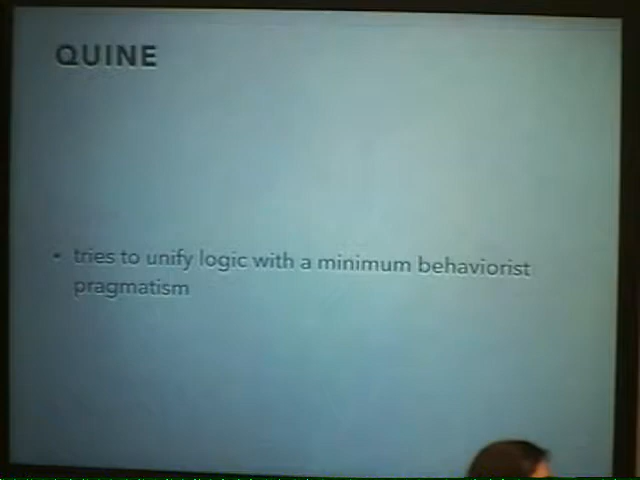 QUINE
• tries to unify logic with a minimum behaviorist
pragmatism